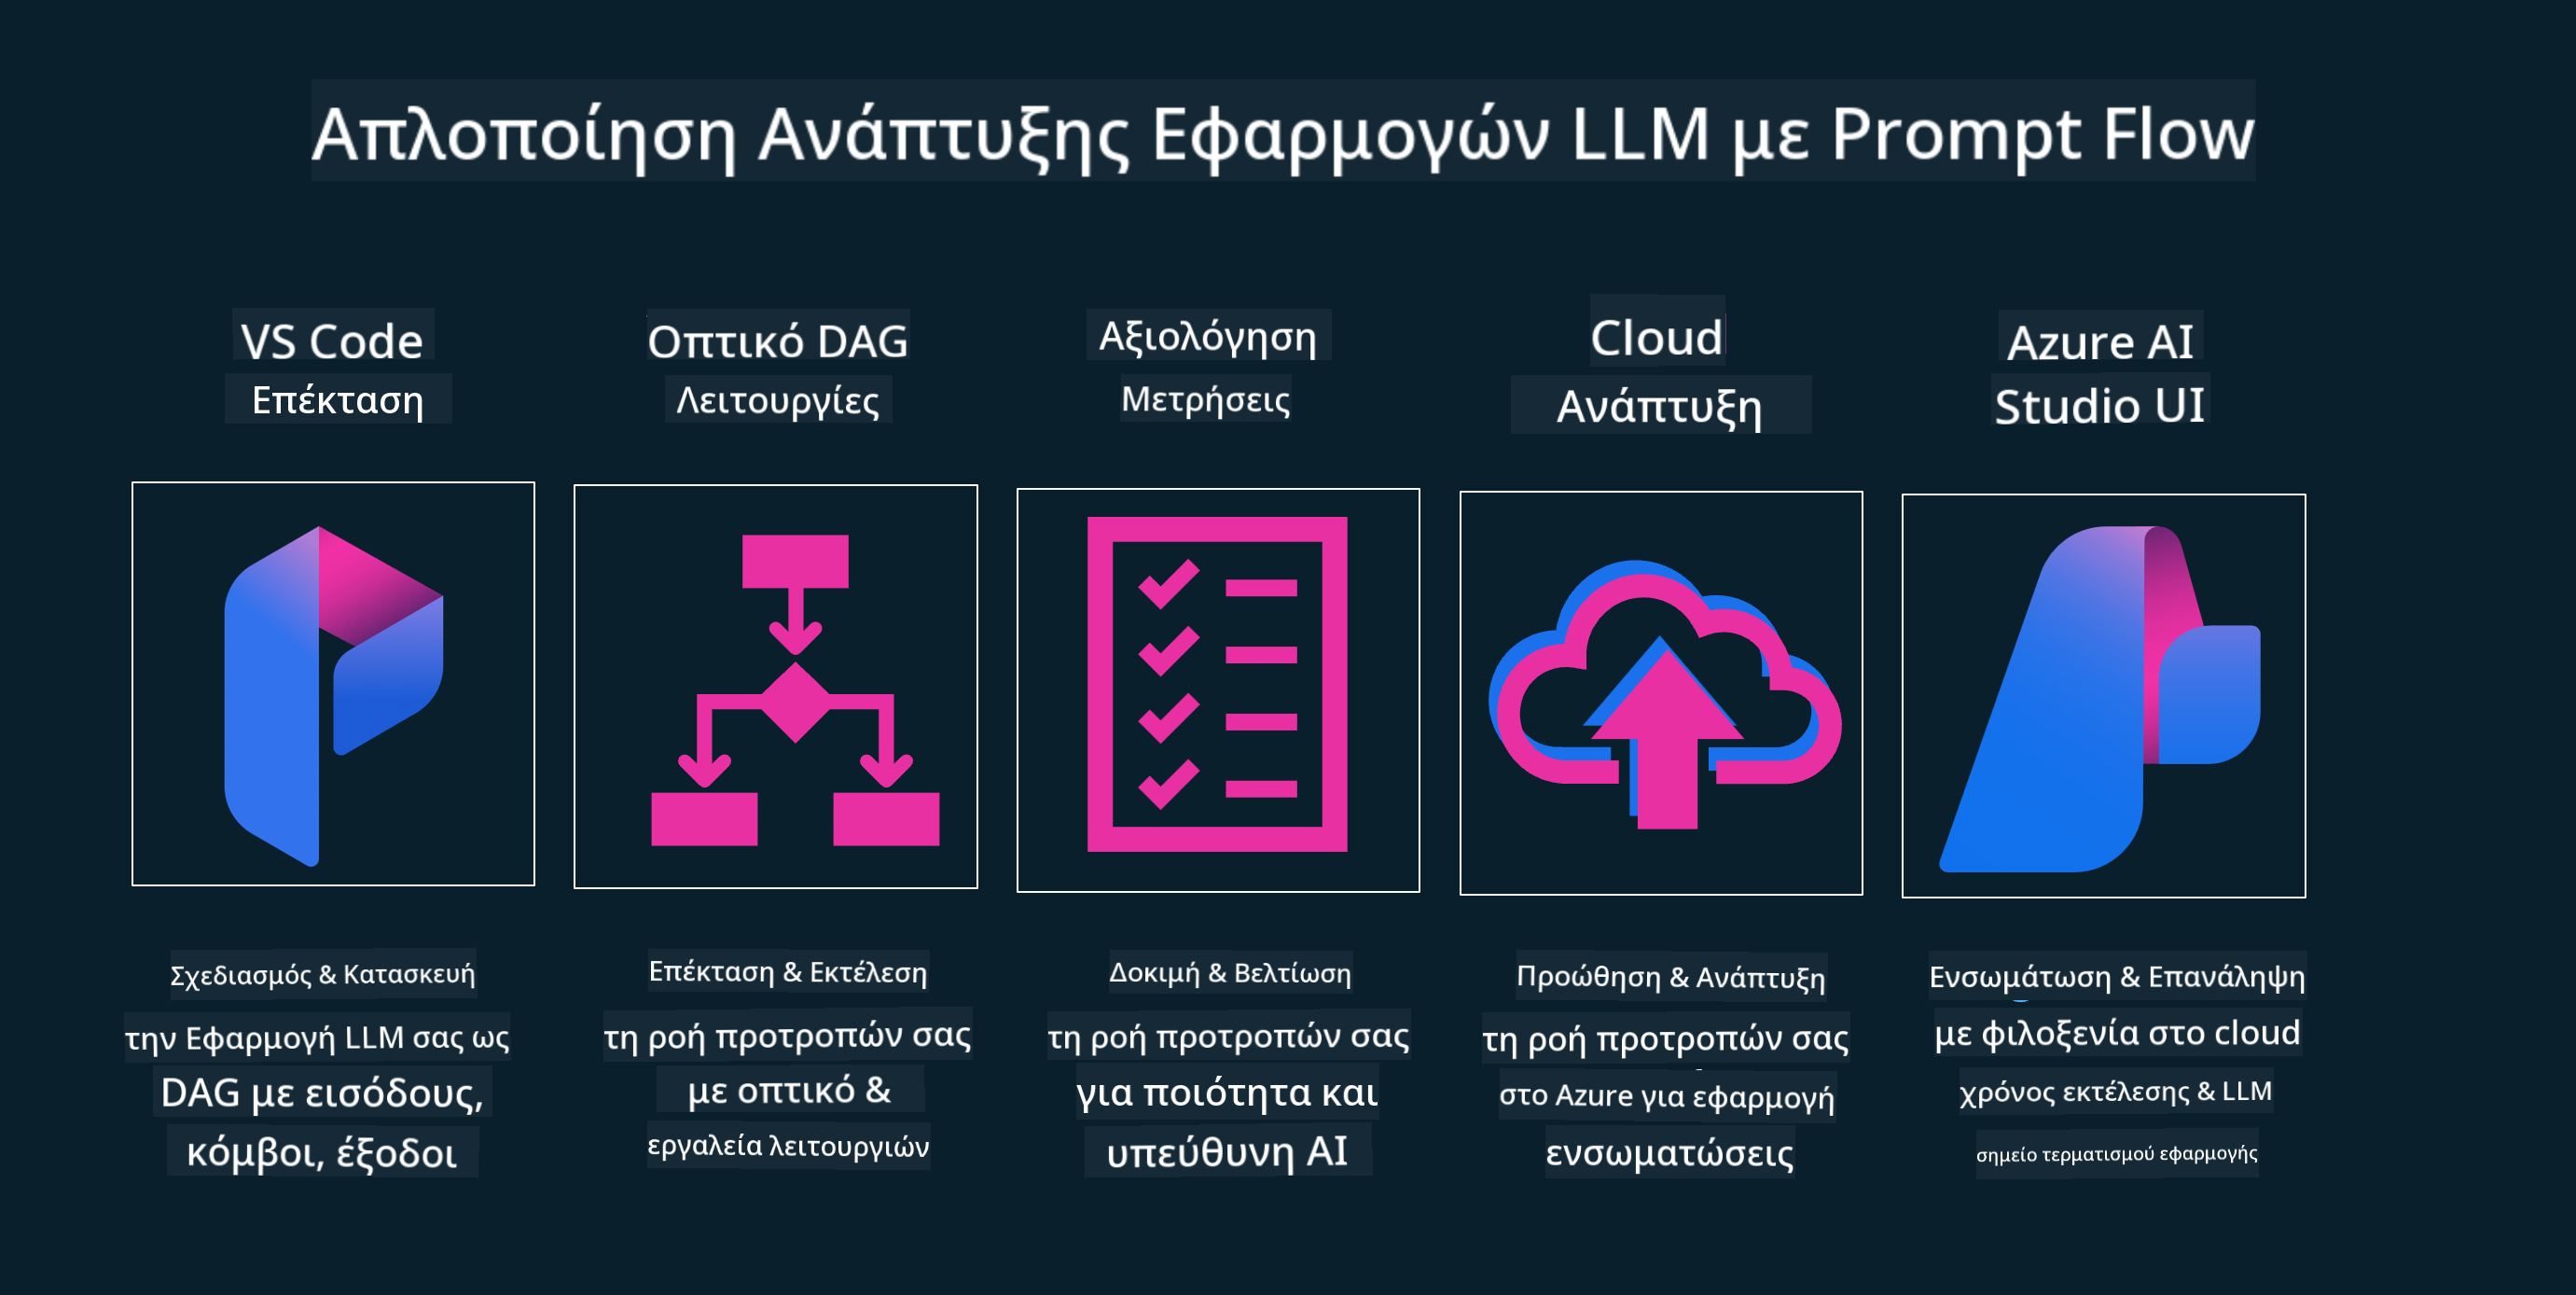 Απλοποίηση Ανάπτυξης Εφαρμογών LLM με Prompt Flow
VS Code
Επέκταση
Οπτικό DAG
Λειτουργίες
Αξιολόγηση
Μετρήσεις
Cloud
Ανάπτυξη
Azure AI
Studio UI
Σχεδιασμός & Κατασκευή
την Εφαρμογή LLM σας ως
DAG με εισόδους,
κόμβοι, έξοδοι
Επέκταση & Εκτέλεση
τη ροή προτροπών σας
με οπτικό &
εργαλεία λειτουργιών
Δοκιμή & Βελτίωση
τη ροή προτροπών σας
για ποιότητα και
υπεύθυνη AI
Προώθηση & Ανάπτυξη
τη ροή προτροπών σας
στο Azure για εφαρμογή
ενσωματώσεις
Ενσωμάτωση & Επανάληψη
με φιλοξενία στο cloud
χρόνος εκτέλεσης & LLM
σημείο τερματισμού εφαρμογής